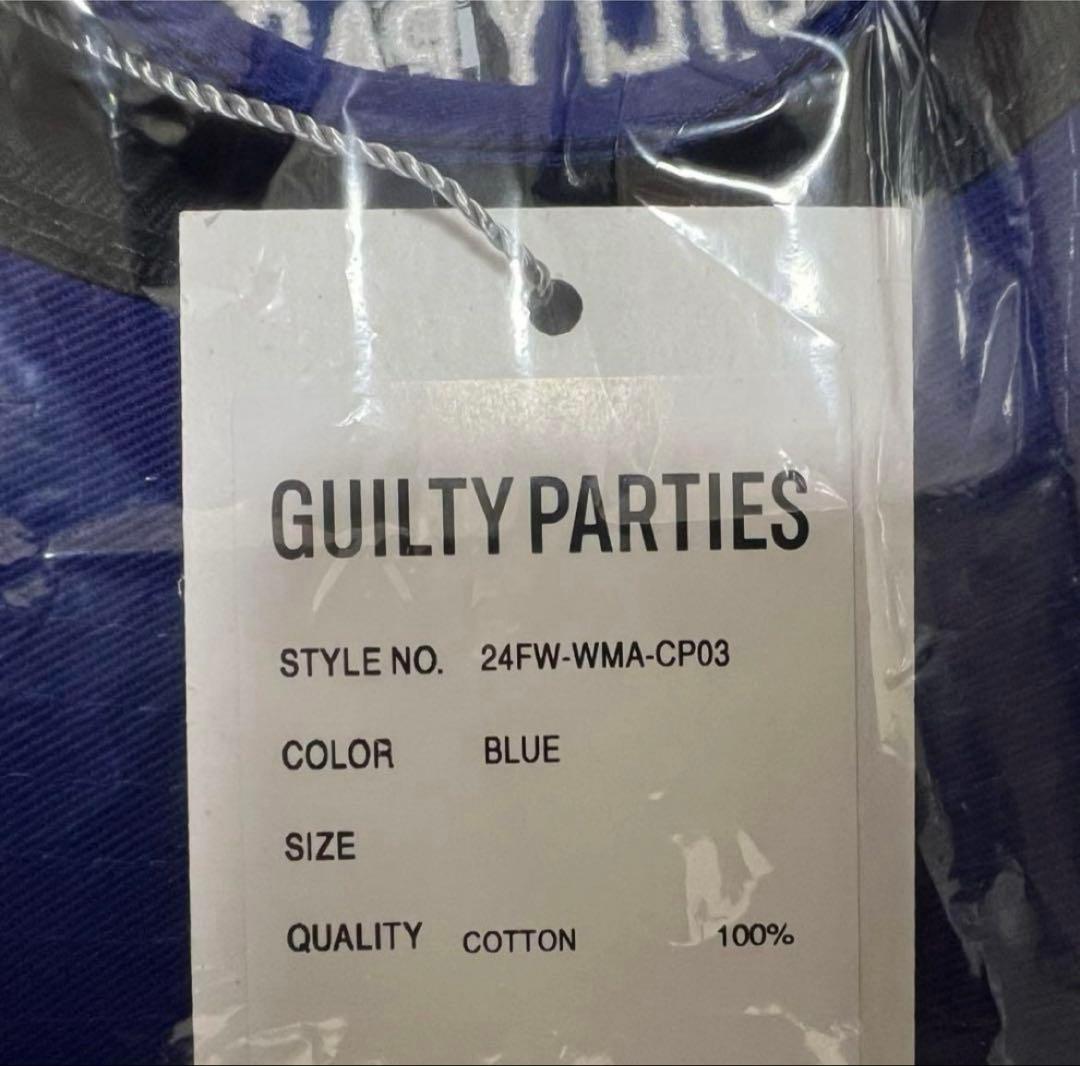 GUILTY PARTIES
STYLE NO. 24FW-WMA-CP03
COLOR BLUE
SIZE
QUALITY COTTON 100%